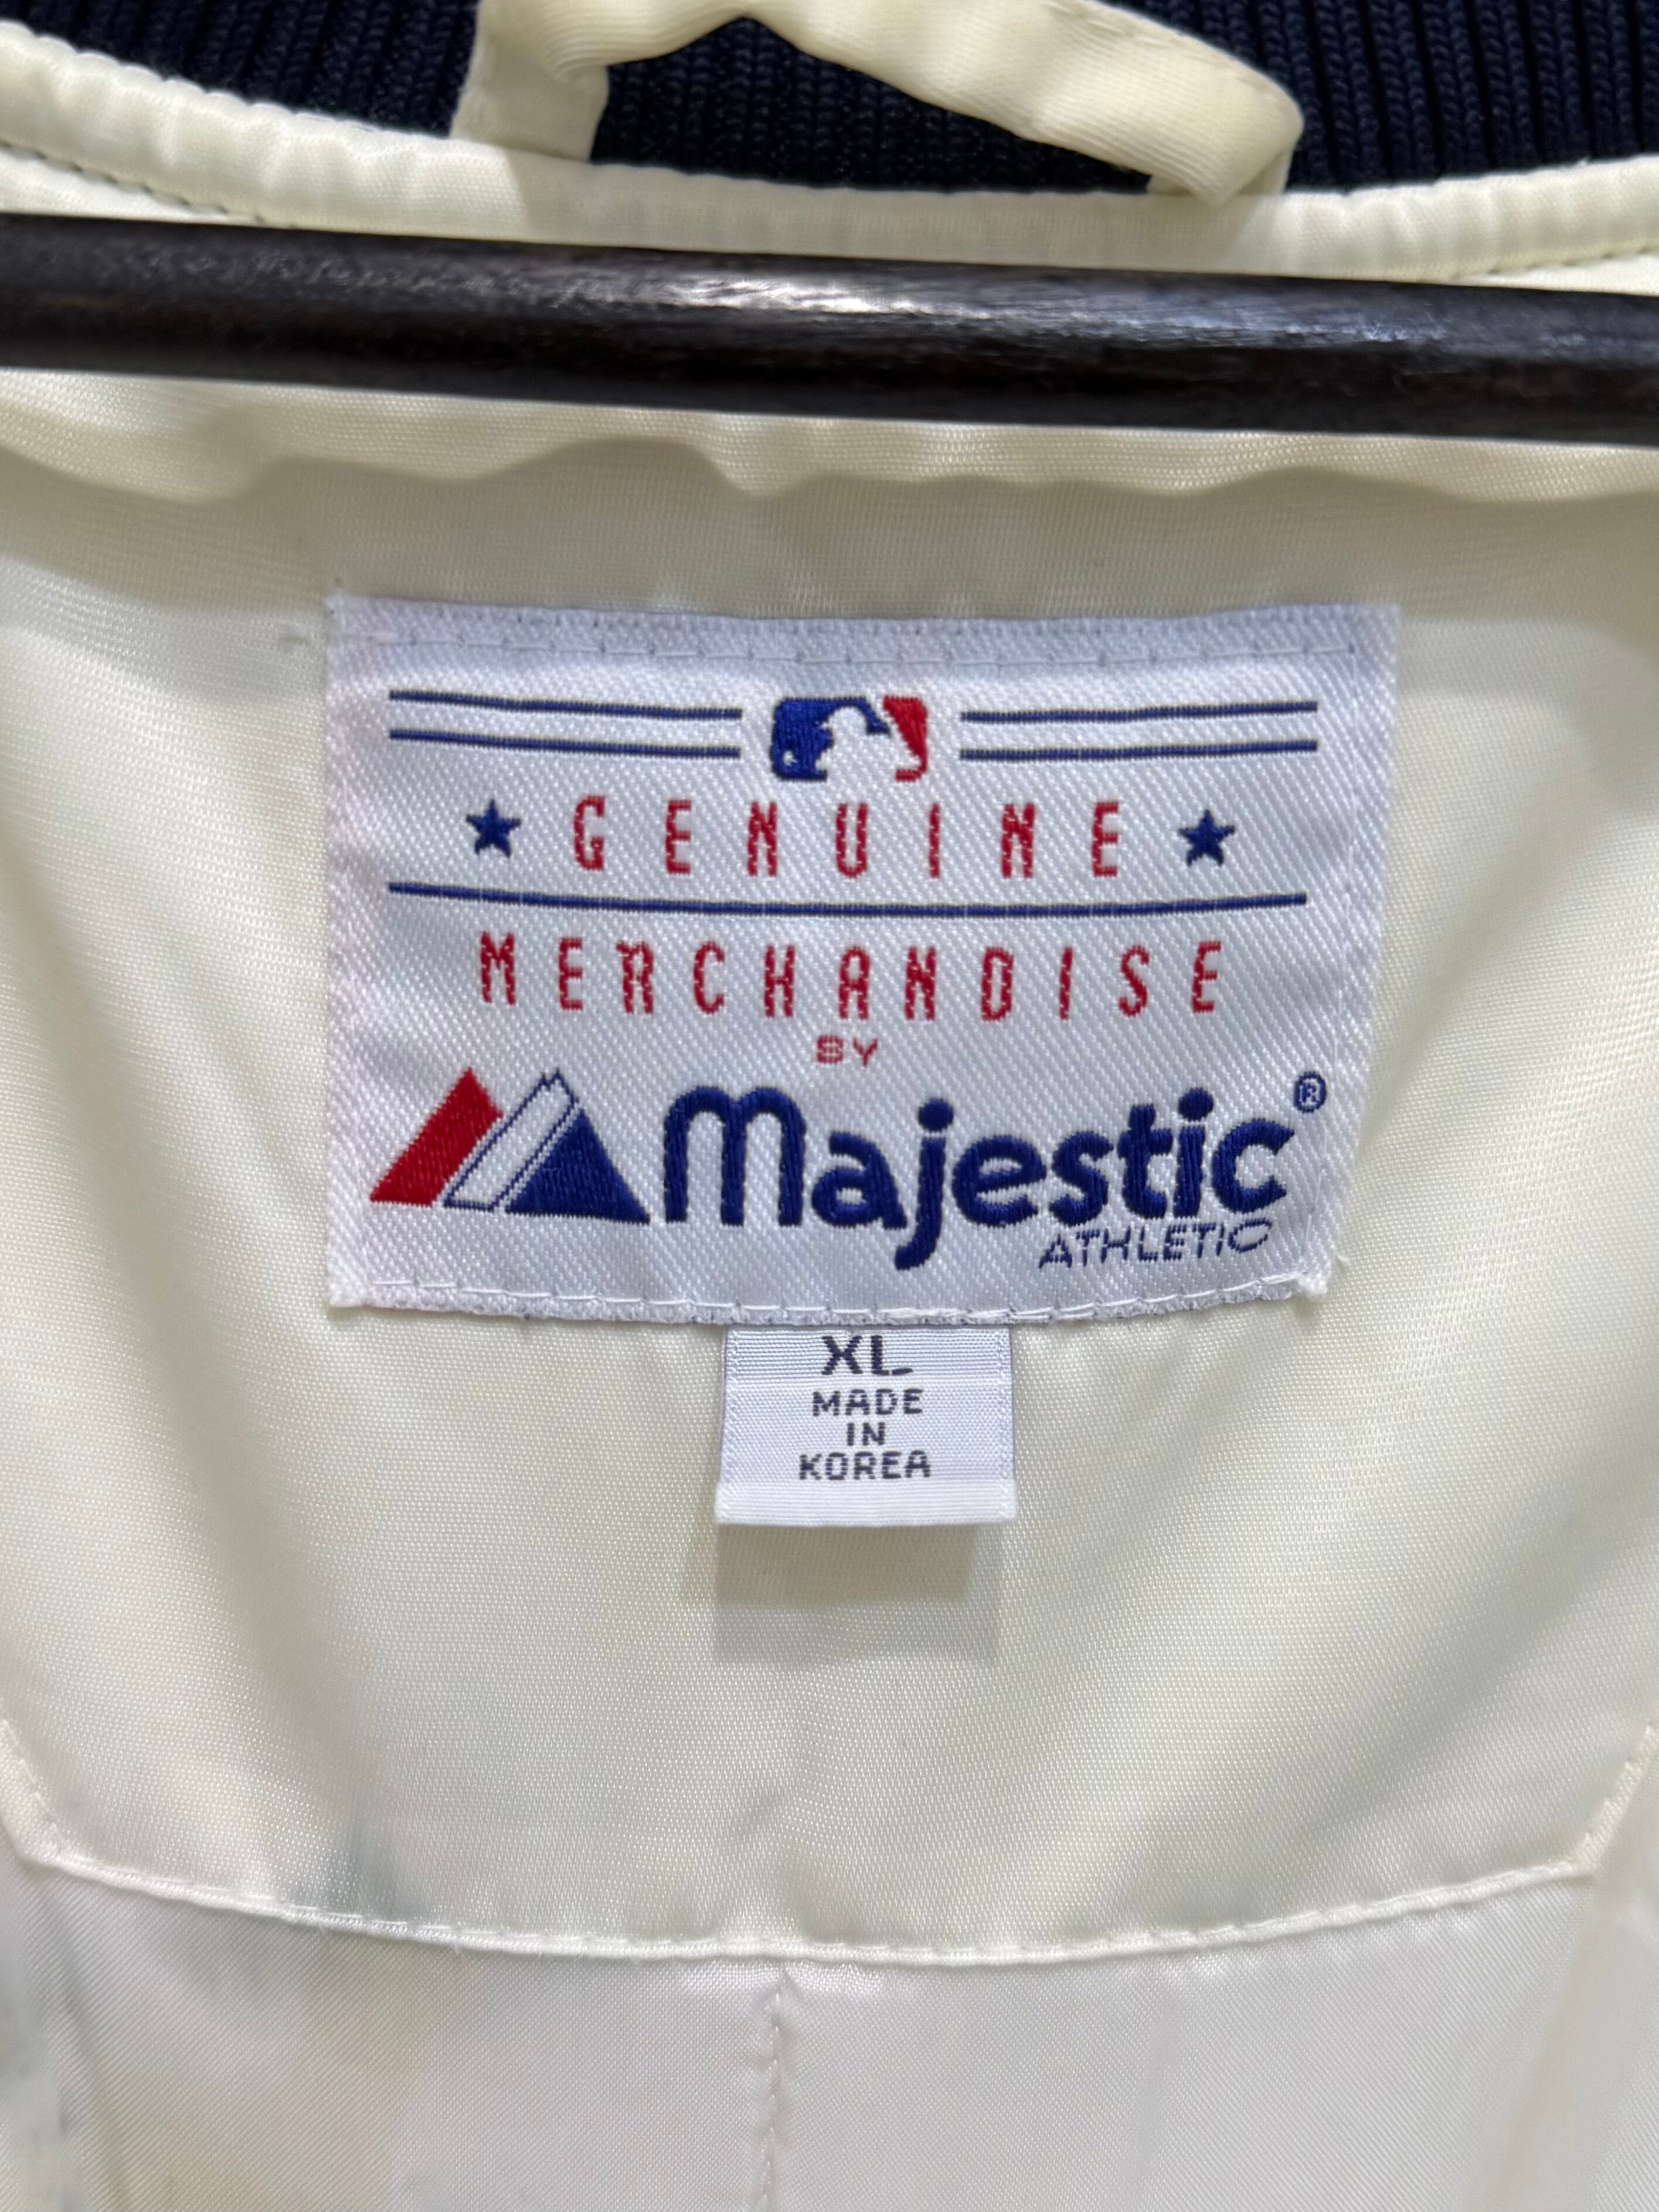 GENUINE
MERCHANDISE
BY
Majestic®
ATHLETIC
XL
MADE
IN
KOREA